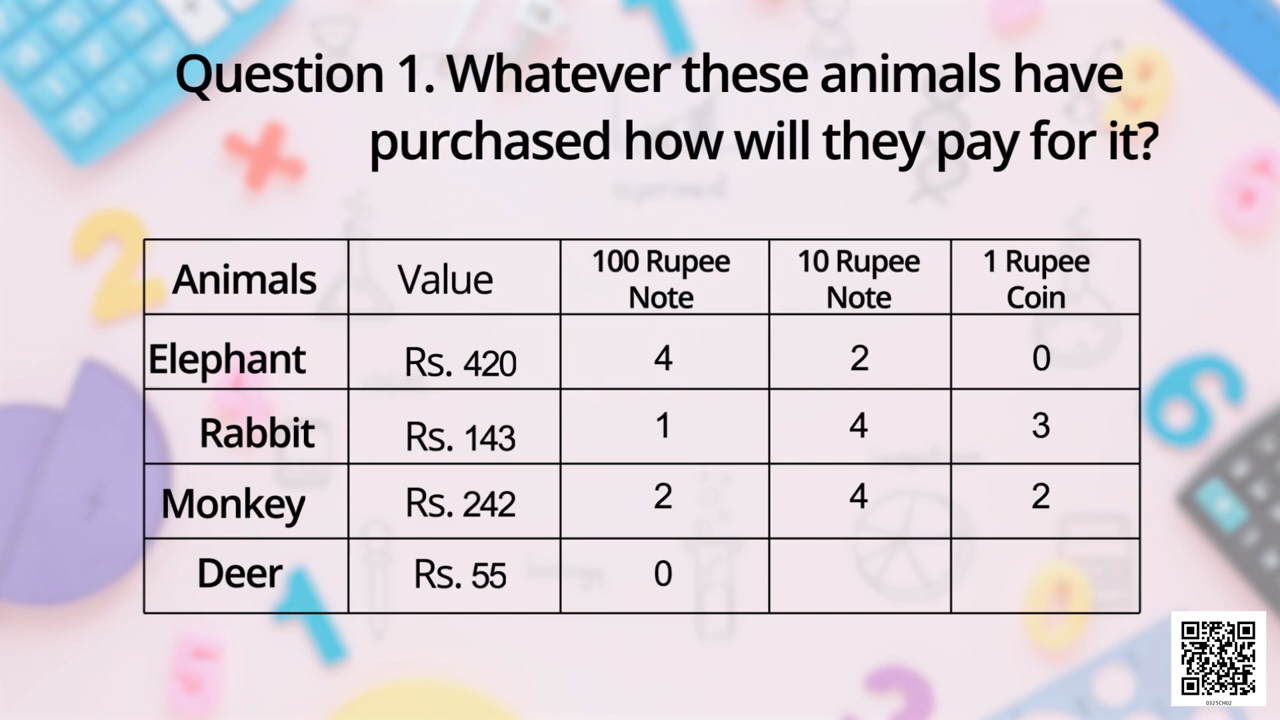 Question 1. Whatever these animals have
purchased how will they pay for it?
Animals Value 100 Rupee Note 10 Rupee Note 1 Rupee Coin
Elephant Rs. 420 4 2 0
Rabbit Rs. 143 1 4 3
Monkey Rs. 242 2 4 2
Deer Rs. 55 0
0325CH02